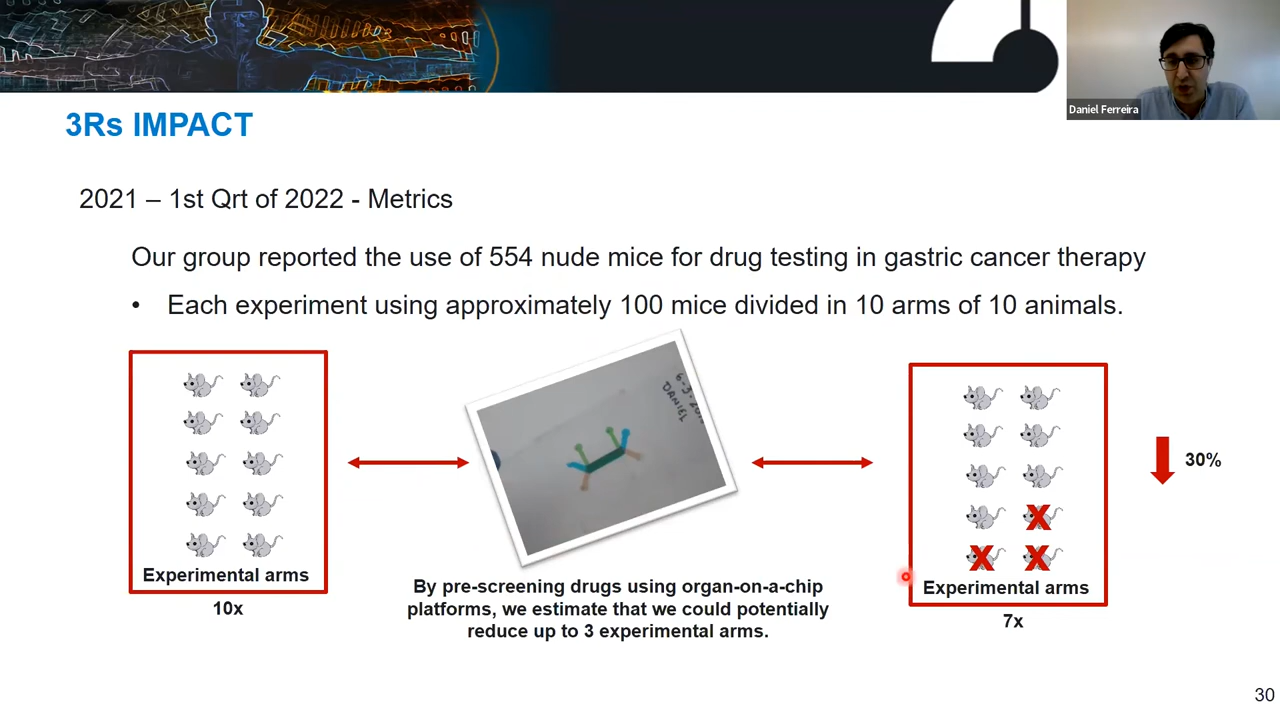 Daniel Ferreira
3Rs IMPACT
2021 – 1st Qrt of 2022 - Metrics
Our group reported the use of 554 nude mice for drug testing in gastric cancer therapy
• Each experiment using approximately 100 mice divided in 10 arms of 10 animals.
DANIEL
30%
X
X X
Experimental arms
10x
By pre-screening drugs using organ-on-a-chip
platforms, we estimate that we could potentially
reduce up to 3 experimental arms.
Experimental arms
7x
30